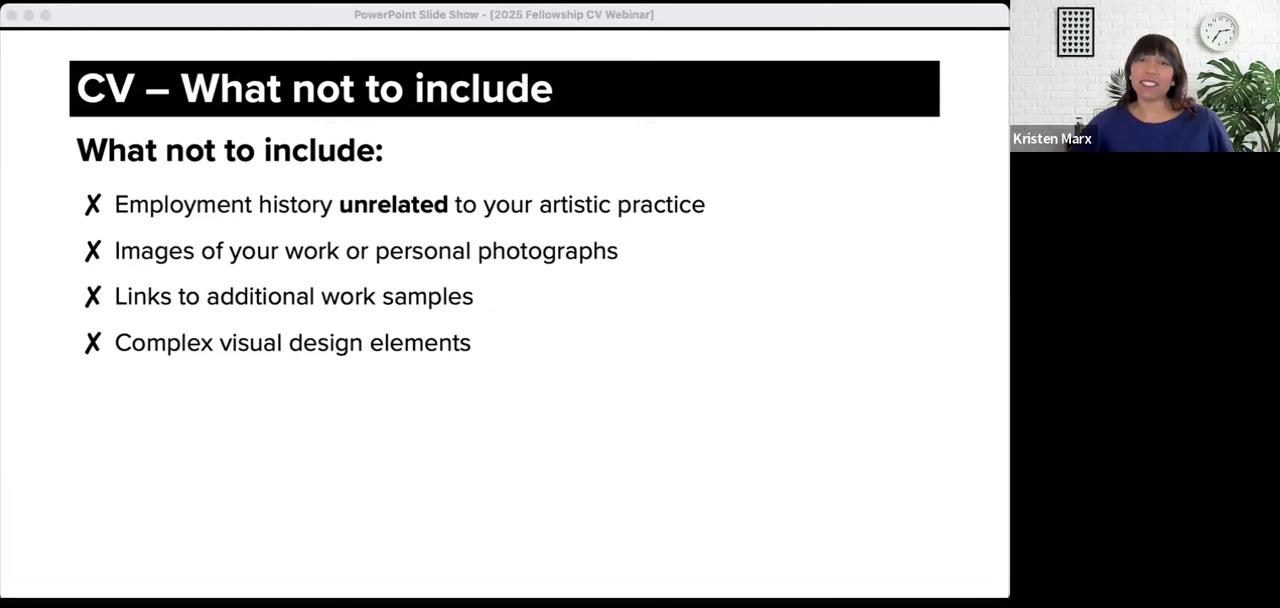 PowerPoint Slide Show - [2025 Fellowship CV Webinar]
CV – What not to include
What not to include:
✗ Employment history unrelated to your artistic practice
✗ Images of your work or personal photographs
✗ Links to additional work samples
✗ Complex visual design elements
Kristen Marx